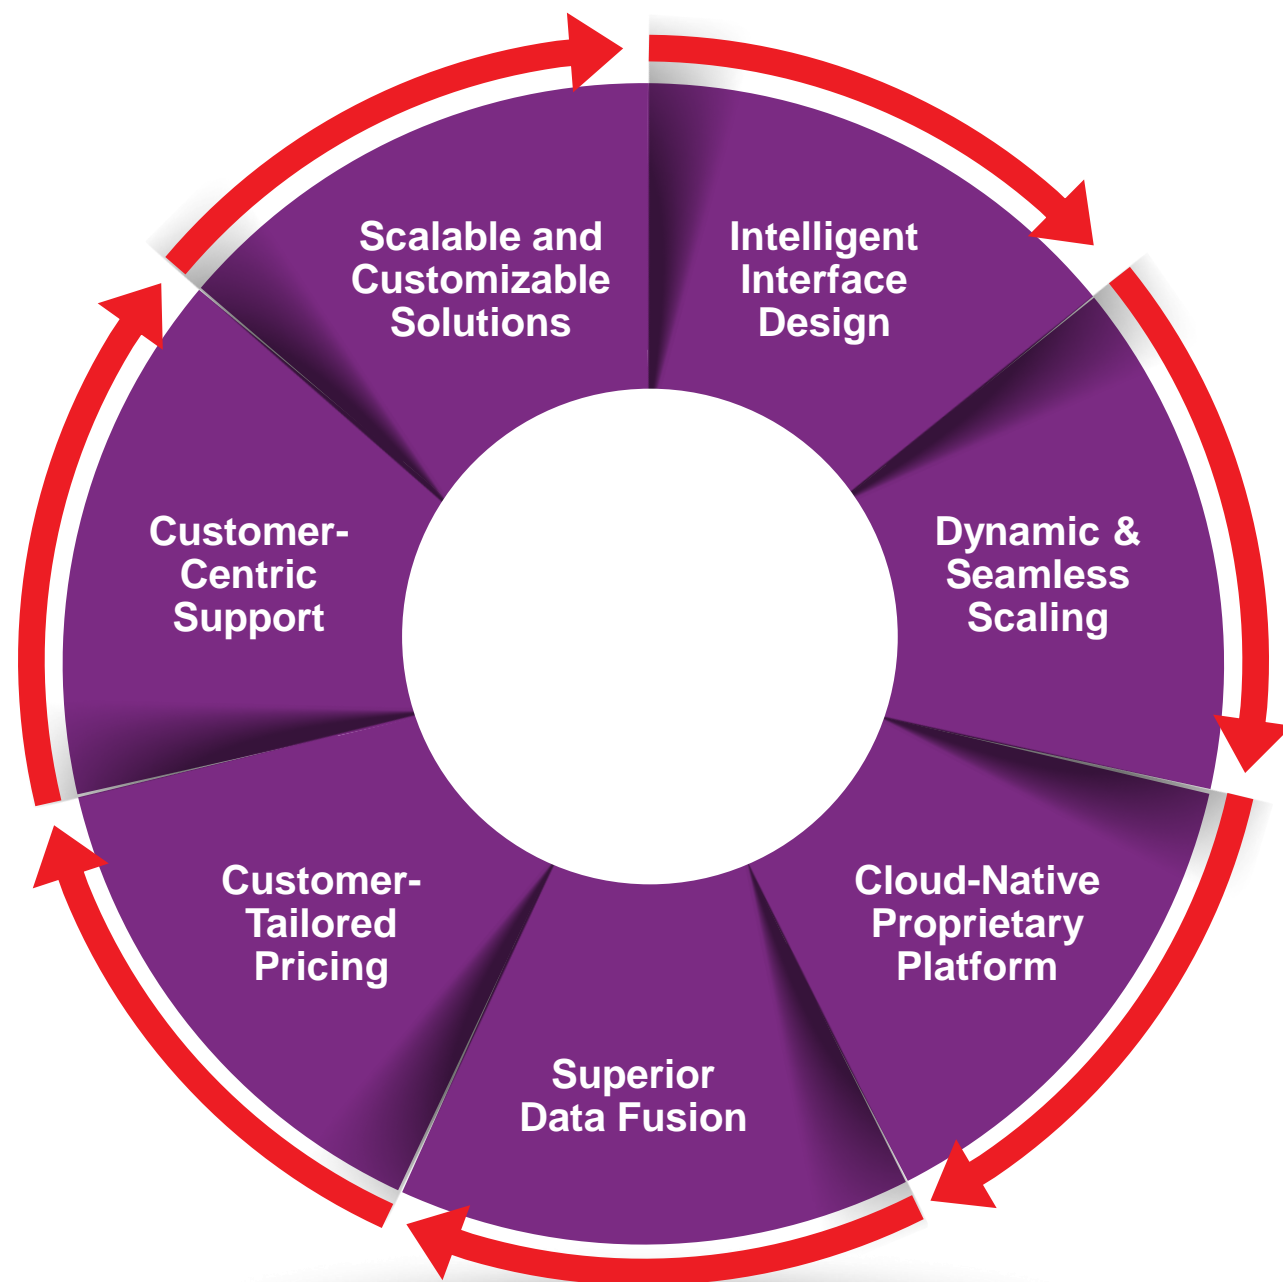 Scalable and
Customizable
Solutions
Intelligent
Interface
Design
Dynamic &
Seamless
Scaling
Cloud-Native
Proprietary
Platform
Superior
Data Fusion
Customer-
Tailored
Pricing
Customer-
Centric
Support